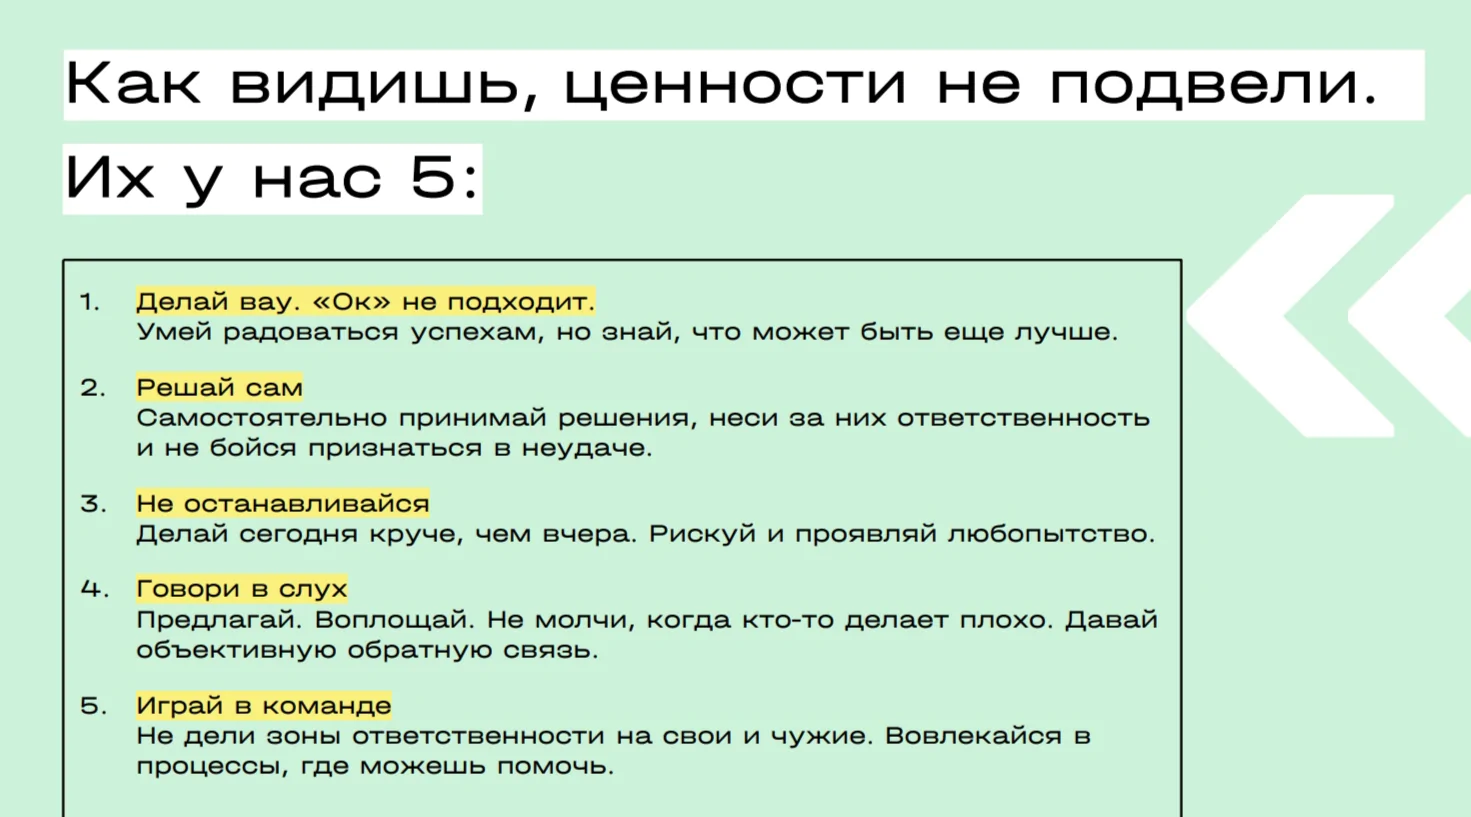 Как видишь, ценности не подвели.
Их у нас 5:
1. Делай вау. «Ок» не подходит.
Умей радоваться успехам, но знай, что может быть еще лучше.
2. Решай сам
Самостоятельно принимай решения, неси за них ответственность
и не бойся признаться в неудаче.
3. Не останавливайся
Делай сегодня круче, чем вчера. Рискуй и проявляй любопытство.
4. Говори в слух
Предлагай. Воплощай. Не молчи, когда кто-то делает плохо. Давай
объективную обратную связь.
5. Играй в команде
Не дели зоны ответственности на свои и чужие. Вовлекайся в
процессы, где можешь помочь.